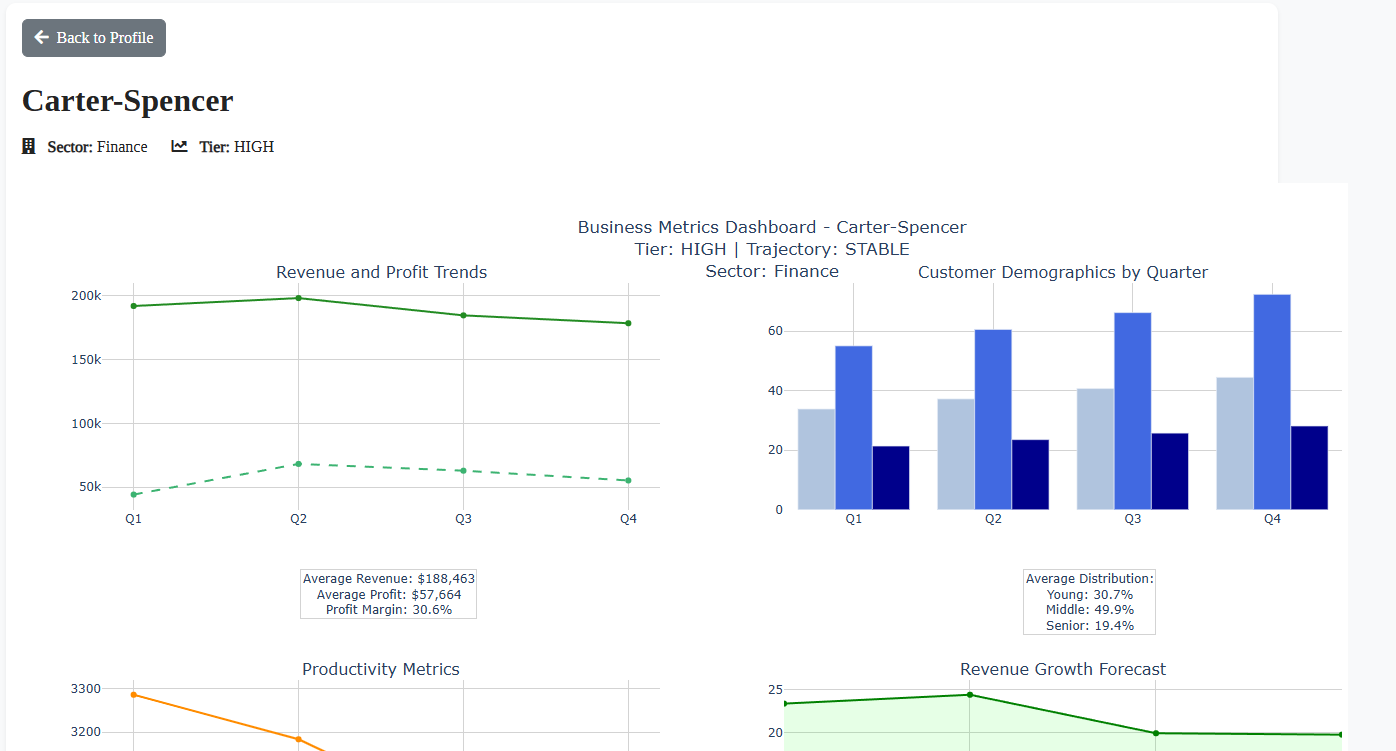 Back to Profile
Carter-Spencer
Sector: Finance Tier: HIGH
Business Metrics Dashboard - Carter-Spencer
Tier: HIGH | Trajectory: STABLE
Sector: Finance
Revenue and Profit Trends
200k
150k
100k
50k
Q1 Q2 Q3 Q4
Average Revenue: $188,463
Average Profit: $57,664
Profit Margin: 30.6%
Customer Demographics by Quarter
60
40
20
0
Q1 Q2 Q3 Q4
Average Distribution:
Young: 30.7%
Middle: 49.9%
Senior: 19.4%
Productivity Metrics
3300
3200
Revenue Growth Forecast
25
20